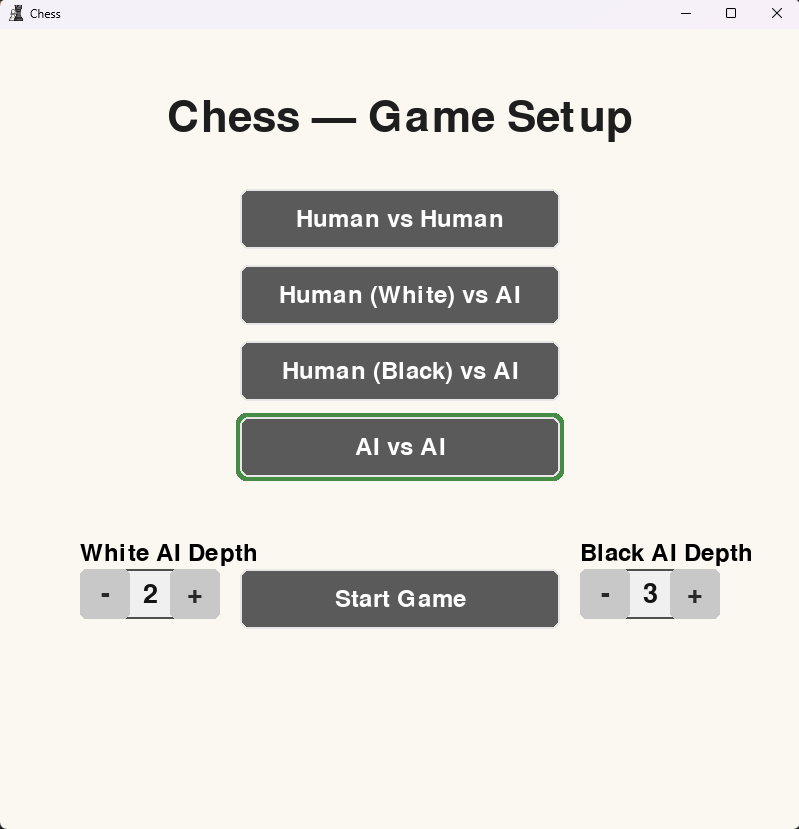 Chess
Chess — Game Setup
Human vs Human
Human (White) vs AI
Human (Black) vs AI
AI vs AI
White AI Depth
Black AI Depth
- 2 +
Start Game
- 3 +